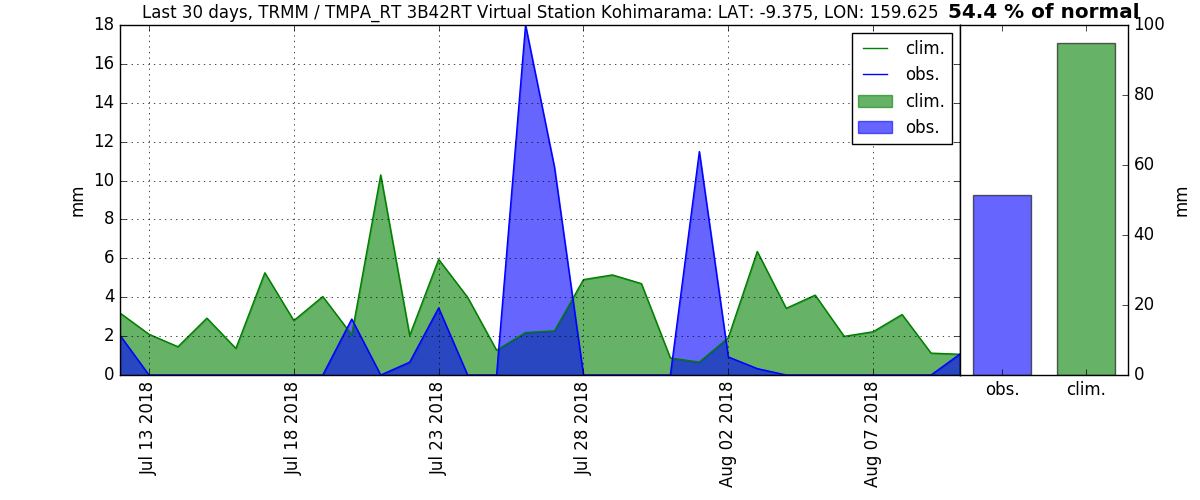 Last 30 days, TRMM / TMPA_RT 3B42RT Virtual Station Kohimarama: LAT: -9.375, LON: 159.625
54.4 % of normal
18
16
14
12
10
8
6
4
2
0
mm
clim.
obs.
clim.
obs.
Jul 13 2018
Jul 18 2018
Jul 23 2018
Jul 28 2018
Aug 02 2018
Aug 07 2018
100
80
60
40
20
0
mm
obs.
clim.